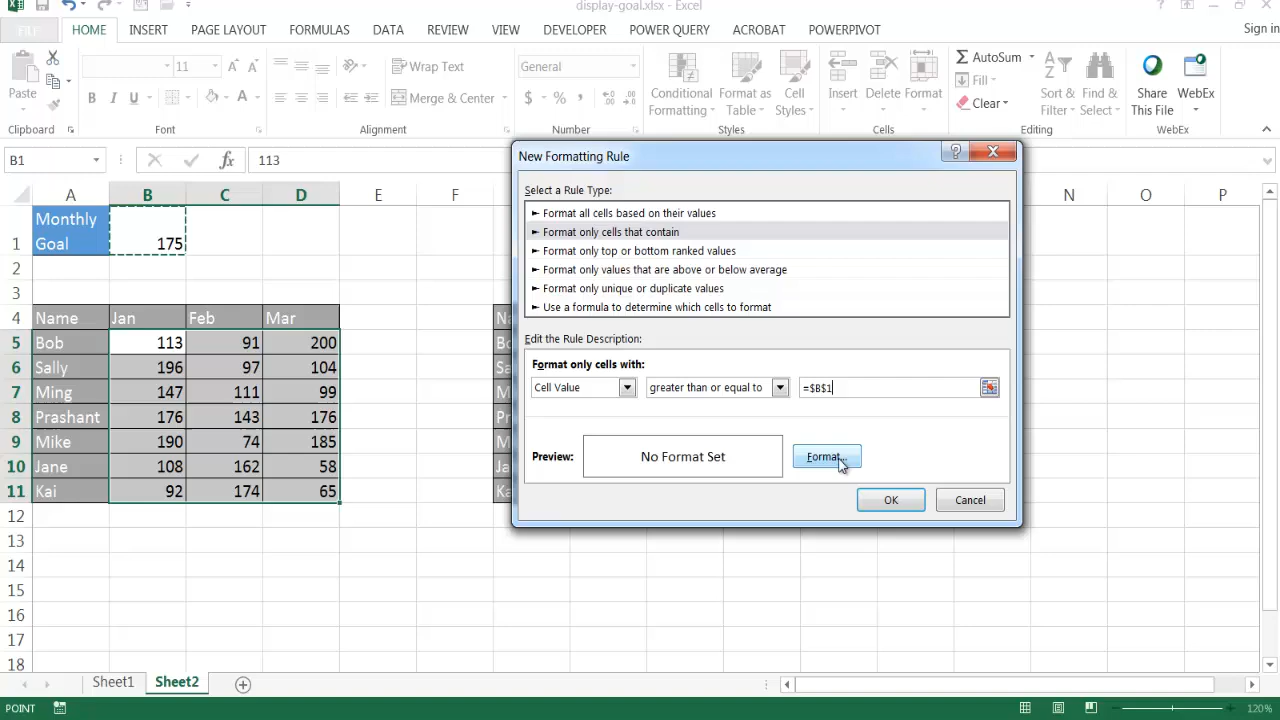 display-goal.xlsx - Excel
FILE HOME INSERT PAGE LAYOUT FORMULAS DATA REVIEW VIEW DEVELOPER POWER QUERY ACROBAT POWERPIVOT Sign in
Paste
Clipboard
11
B I U A
Font
Wrap Text
Merge & Center
Alignment
General
$ % ,
Number
Conditional Formatting
Format as Table
Cell Styles
Styles
Insert Delete Format
Cells
AutoSum
Fill
Clear
Sort & Filter
Find & Select
Editing
Share This File
WebEx
WebEx
B1 fx 113
A B C D E F N O P
1 Monthly Goal 175
2
3
4 Name Jan Feb Mar Na
5 Bob 113 91 200 Bo
6 Sally 196 97 104 Sa
7 Ming 147 111 99 Mi
8 Prashant 176 143 176 Pr
9 Mike 190 74 185 Mi
10 Jane 108 162 58 Ja
11 Kai 92 174 65 Ka
12
13
14
15
16
17
18
New Formatting Rule
?
Select a Rule Type:
► Format all cells based on their values
► Format only cells that contain
► Format only top or bottom ranked values
► Format only values that are above or below average
► Format only unique or duplicate values
► Use a formula to determine which cells to format
Edit the Rule Description:
Format only cells with:
Cell Value greater than or equal to =$B$1
Preview: No Format Set Format...
OK Cancel
Sheet1 Sheet2
POINT 120%